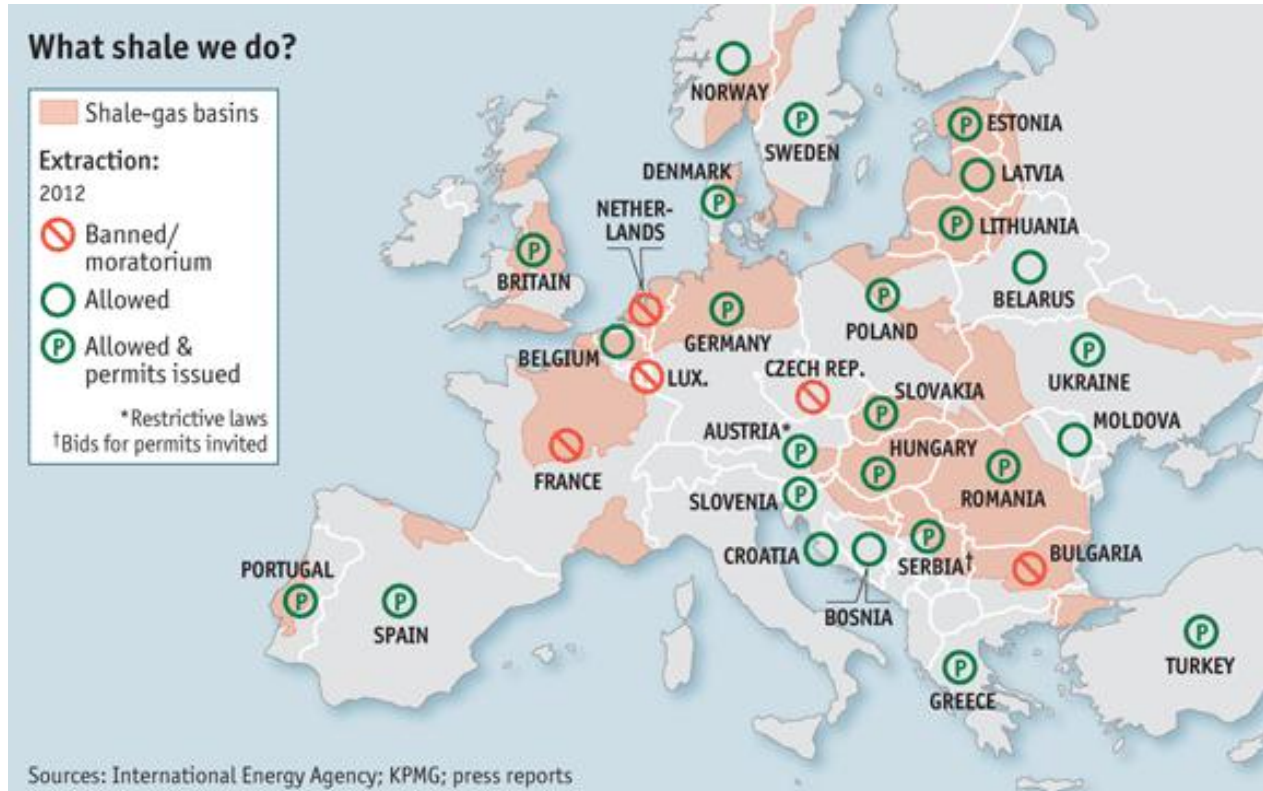 What shale we do?
Shale-gas basins
Extraction:
2012
Banned/
moratorium
Allowed
P Allowed &
permits issued
*Restrictive laws
†Bids for permits invited
NORWAY
P
SWEDEN
P ESTONIA
LATVIA
P LITHUANIA
DENMARK
P
NETHER-
LANDS
P
BRITAIN
BELARUS
P
POLAND
P
GERMANY
BELGIUM
LUX.
CZECH REP.
P
UKRAINE
SLOVAKIA
P
MOLDOVA
AUSTRIA*
P
HUNGARY
P
P
ROMANIA
FRANCE
SLOVENIA P
CROATIA
BOSNIA
P
SERBIA†
BULGARIA
PORTUGAL
P
P
SPAIN
P
GREECE
P
TURKEY
Sources: International Energy Agency; KPMG; press reports